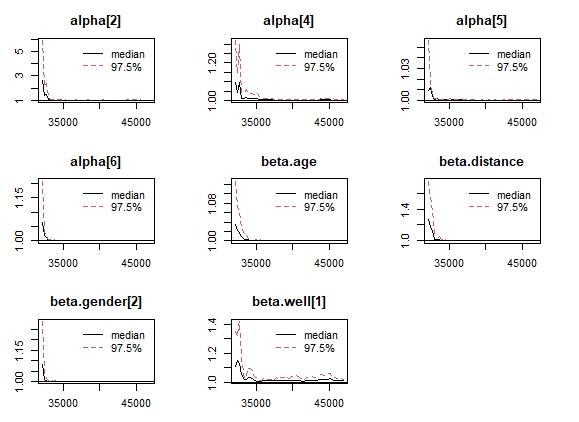 alpha[2]
median
97.5%
1 3 5
35000 45000
alpha[4]
median
97.5%
1.00 1.20
35000 45000
alpha[5]
median
97.5%
1.00 1.03
35000 45000
alpha[6]
median
97.5%
1.00 1.15
35000 45000
beta.age
median
97.5%
1.00 1.08
35000 45000
beta.distance
median
97.5%
1.0 1.4
35000 45000
beta.gender[2]
median
97.5%
1.00 1.15
35000 45000
beta.well[1]
median
97.5%
1.0 1.2 1.4
35000 45000